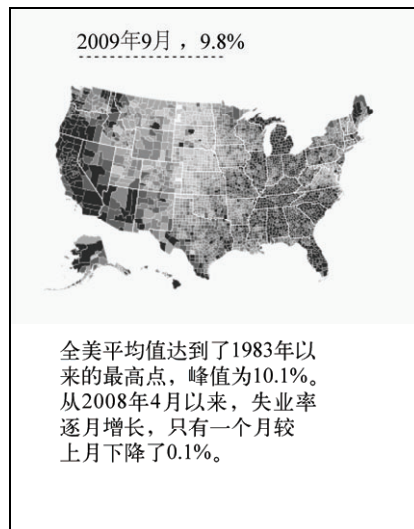 2009年9月，9.8%
全美平均值达到了1983年以
来的最高点，峰值为10.1%。
从2008年4月以来，失业率
逐月增长，只有一个月较
上月下降了0.1%。